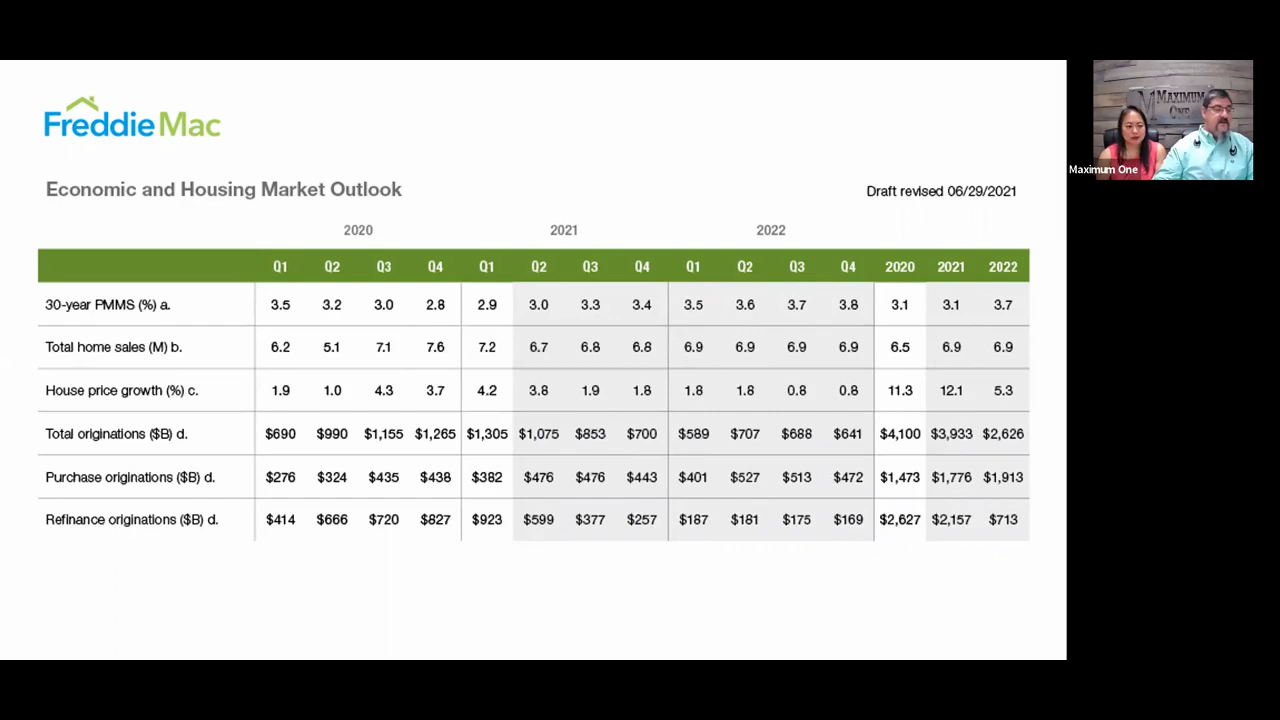 Freddie Mac
Economic and Housing Market Outlook
Draft revised 06/29/2021
2020 2021 2022
Q1 Q2 Q3 Q4 Q1 Q2 Q3 Q4 Q1 Q2 Q3 Q4 2020 2021 2022
30-year PMMS (%) a. 3.5 3.2 3.0 2.8 2.9 3.0 3.3 3.4 3.5 3.6 3.7 3.8 3.1 3.1 3.7
Total home sales (M) b. 6.2 5.1 7.1 7.6 7.2 6.7 6.8 6.8 6.9 6.9 6.9 6.9 6.5 6.9 6.9
House price growth (%) c. 1.9 1.0 4.3 3.7 4.2 3.8 1.9 1.8 1.8 1.8 0.8 0.8 11.3 12.1 5.3
Total originations ($B) d. $690 $990 $1,155 $1,265 $1,305 $1,075 $853 $700 $589 $707 $688 $641 $4,100 $3,933 $2,626
Purchase originations ($B) d. $276 $324 $435 $438 $382 $476 $476 $443 $401 $527 $513 $472 $1,473 $1,776 $1,913
Refinance originations ($B) d. $414 $666 $720 $827 $923 $599 $377 $257 $187 $181 $175 $169 $2,627 $2,157 $713
MAXIMUM
ONE
Maximum One